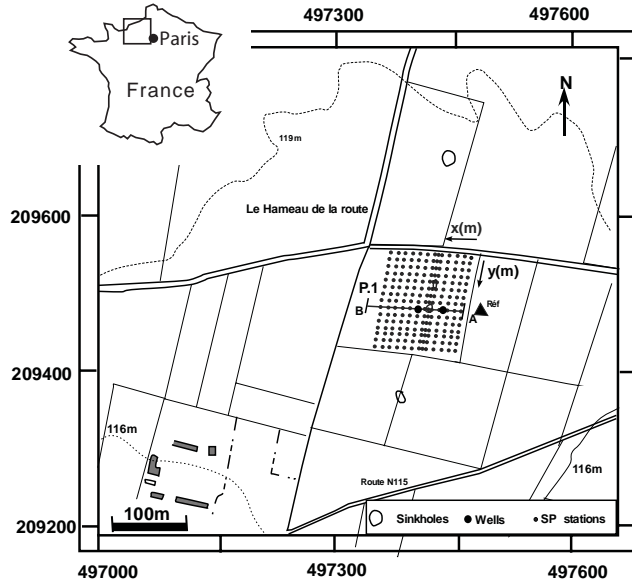 497300
497600
Paris
France
N
119m
Le Hameau de la route
x(m)
209600
y(m)
P.1
Réf
B
A
209400
116m
116m
Route N115
100m
Sinkholes
Wells
SP stations
209200
497000
497300
497600